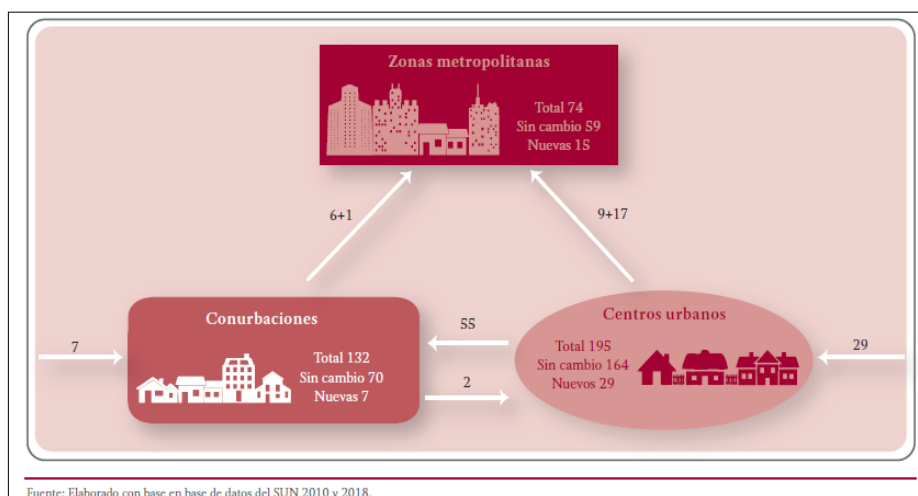 Zonas metropolitanas
Total 74
Sin cambio 59
Nuevas 15
6+1
9+17
Conurbaciones
Total 132
Sin cambio 70
Nuevas 7
7
55
2
Centros urbanos
Total 195
Sin cambio 164
Nuevos 29
29
Fuente: Elaborado con base en base de datos del SUN 2010 y 2018.